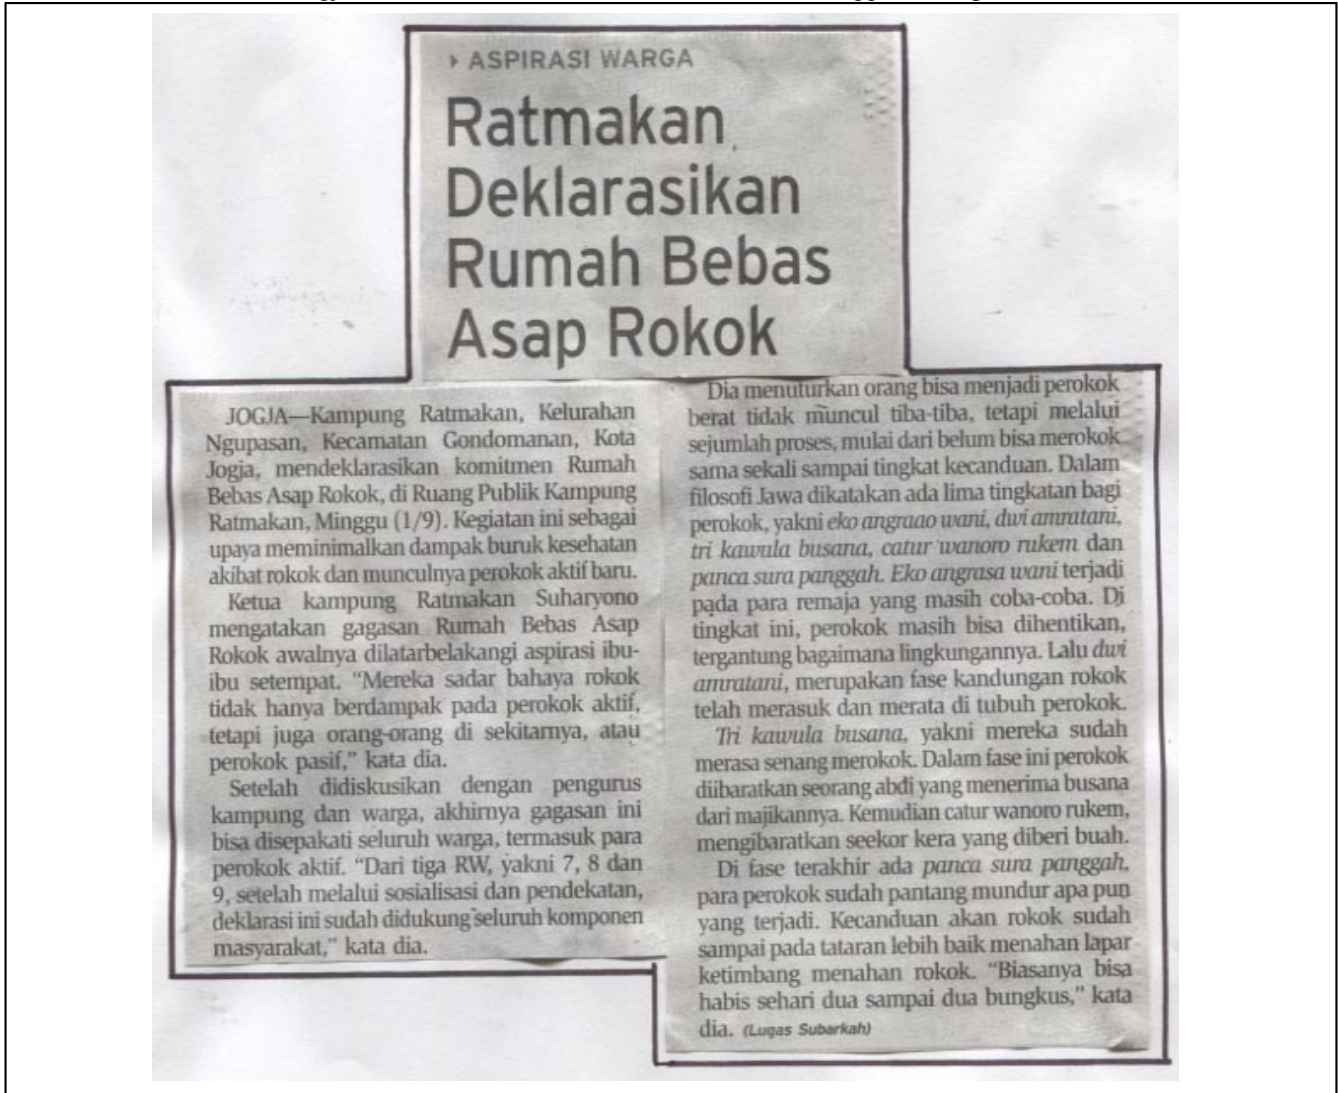 ▸ ASPIRASI WARGA
Ratmakan
Deklarasikan
Rumah Bebas
Asap Rokok
JOGJA—Kampung Ratmakan, Kelurahan
Ngupasan, Kecamatan Gondomanan, Kota
Jogja, mendeklarasikan komitmen Rumah
Bebas Asap Rokok, di Ruang Publik Kampung
Ratmakan, Minggu (1/9). Kegiatan ini sebagai
upaya meminimalkan dampak buruk kesehatan
akibat rokok dan munculnya perokok aktif baru.
Ketua kampung Ratmakan Suharyono
mengatakan gagasan Rumah Bebas Asap
Rokok awalnya dilatarbelakangi aspirasi ibu-
ibu setempat. “Mereka sadar bahaya rokok
tidak hanya berdampak pada perokok aktif,
tetapi juga orang-orang di sekitarnya, atau
perokok pasif,” kata dia.
Setelah didiskusikan dengan pengurus
kampung dan warga, akhirnya gagasan ini
bisa disepakati seluruh warga, termasuk para
perokok aktif. “Dari tiga RW, yakni 7, 8 dan
9, setelah melalui sosialisasi dan pendekatan,
deklarasi ini sudah didukung seluruh komponen
masyarakat,” kata dia.
Dia menuturkan orang bisa menjadi perokok
berat tidak muncul tiba-tiba, tetapi melalui
sejumlah proses, mulai dari belum bisa merokok
sama sekali sampai tingkat kecanduan. Dalam
filosofi Jawa dikatakan ada lima tingkatan bagi
perokok, yakni eko angraao wani, dwi amratani,
tri kawula busana, catur wanoro rukem dan
panca sura panggah. Eko angrasa wani terjadi
pada para remaja yang masih coba-coba. Di
tingkat ini, perokok masih bisa dihentikan,
tergantung bagaimana lingkungannya. Lalu dwi
amratani, merupakan fase kandungan rokok
telah merasuk dan merata di tubuh perokok.
Tri kawula busana, yakni mereka sudah
merasa senang merokok. Dalam fase ini perokok
diibaratkan seorang abdi yang menerima busana
dari majikannya. Kemudian catur wanoro rukem,
mengibaratkan seekor kera yang diberi buah.
Di fase terakhir ada panca sura panggah,
para perokok sudah pantang mundur apa pun
yang terjadi. Kecanduan akan rokok sudah
sampai pada tataran lebih baik menahan lapar
ketimbang menahan rokok. “Biasanya bisa
habis sehari dua sampai dua bungkus,” kata
dia. (Lugas Subarkah)